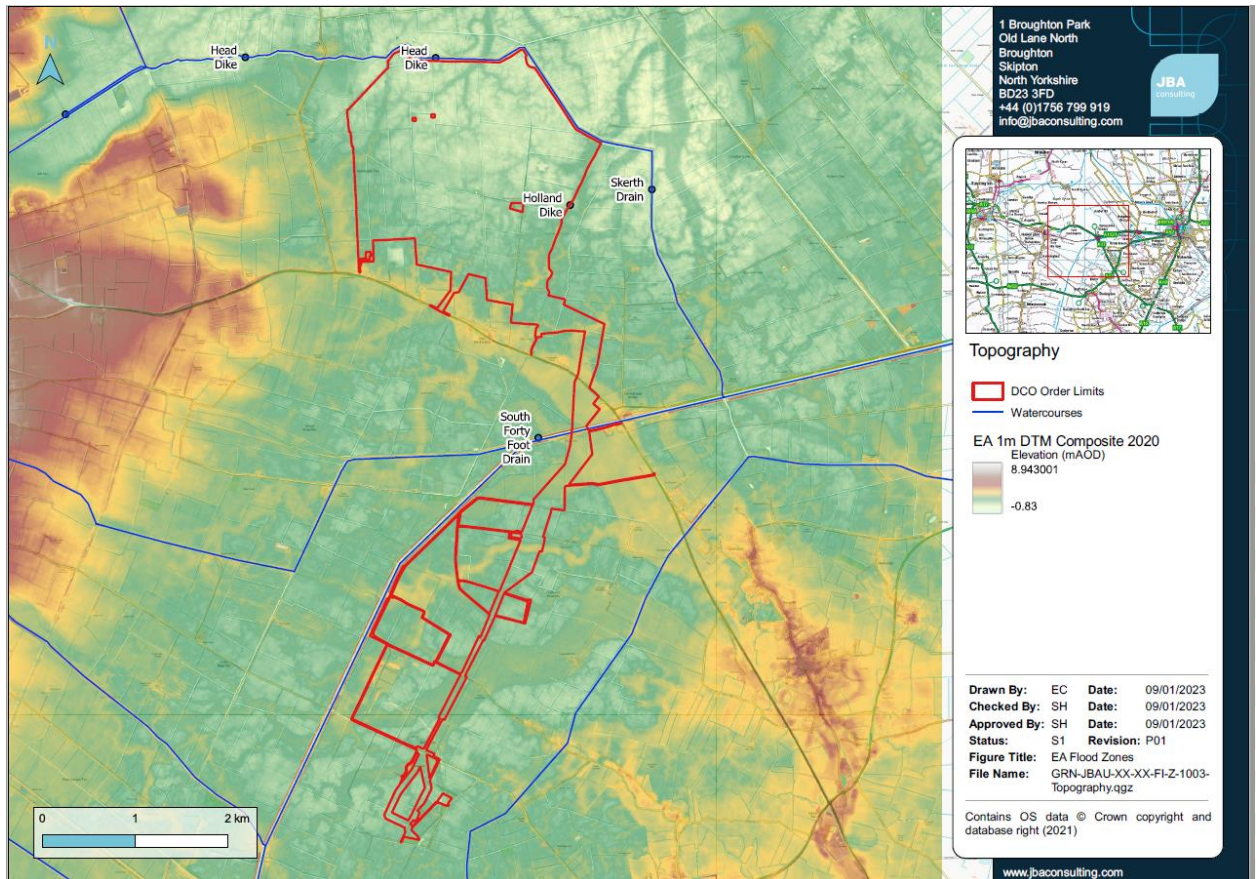 N
Head
Dike
Head
Dike
Skerth
Drain
Holland
Dike
South
Forty
Foot
Drain
0 1 2 km
1 Broughton Park
Old Lane North
Broughton
Skipton
North Yorkshire
BD23 3FD
+44 (0)1756 799 919
info@jbaconsulting.com
JBA
consulting
Topography
DCO Order Limits
Watercourses
EA 1m DTM Composite 2020
Elevation (mAOD)
8.943001
-0.83
Drawn By: EC Date: 09/01/2023
Checked By: SH Date: 09/01/2023
Approved By: SH Date: 09/01/2023
Status: S1 Revision: P01
Figure Title: EA Flood Zones
File Name: GRN-JBAU-XX-XX-FI-Z-1003-
Topography.qgz
Contains OS data © Crown copyright and
database right (2021)
www.jbaconsulting.com